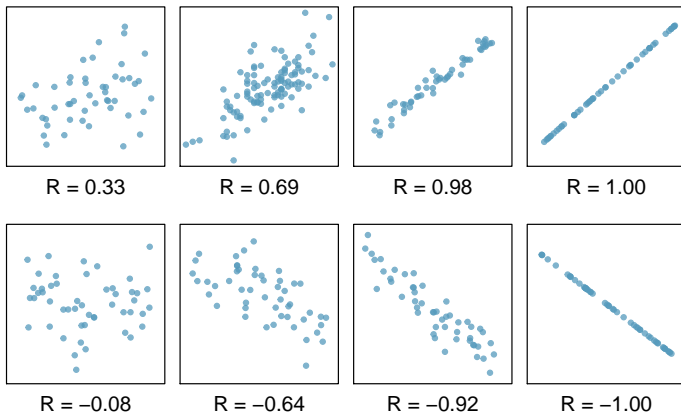 R = 0.33
R = 0.69
R = 0.98
R = 1.00
R = −0.08
R = −0.64
R = −0.92
R = −1.00